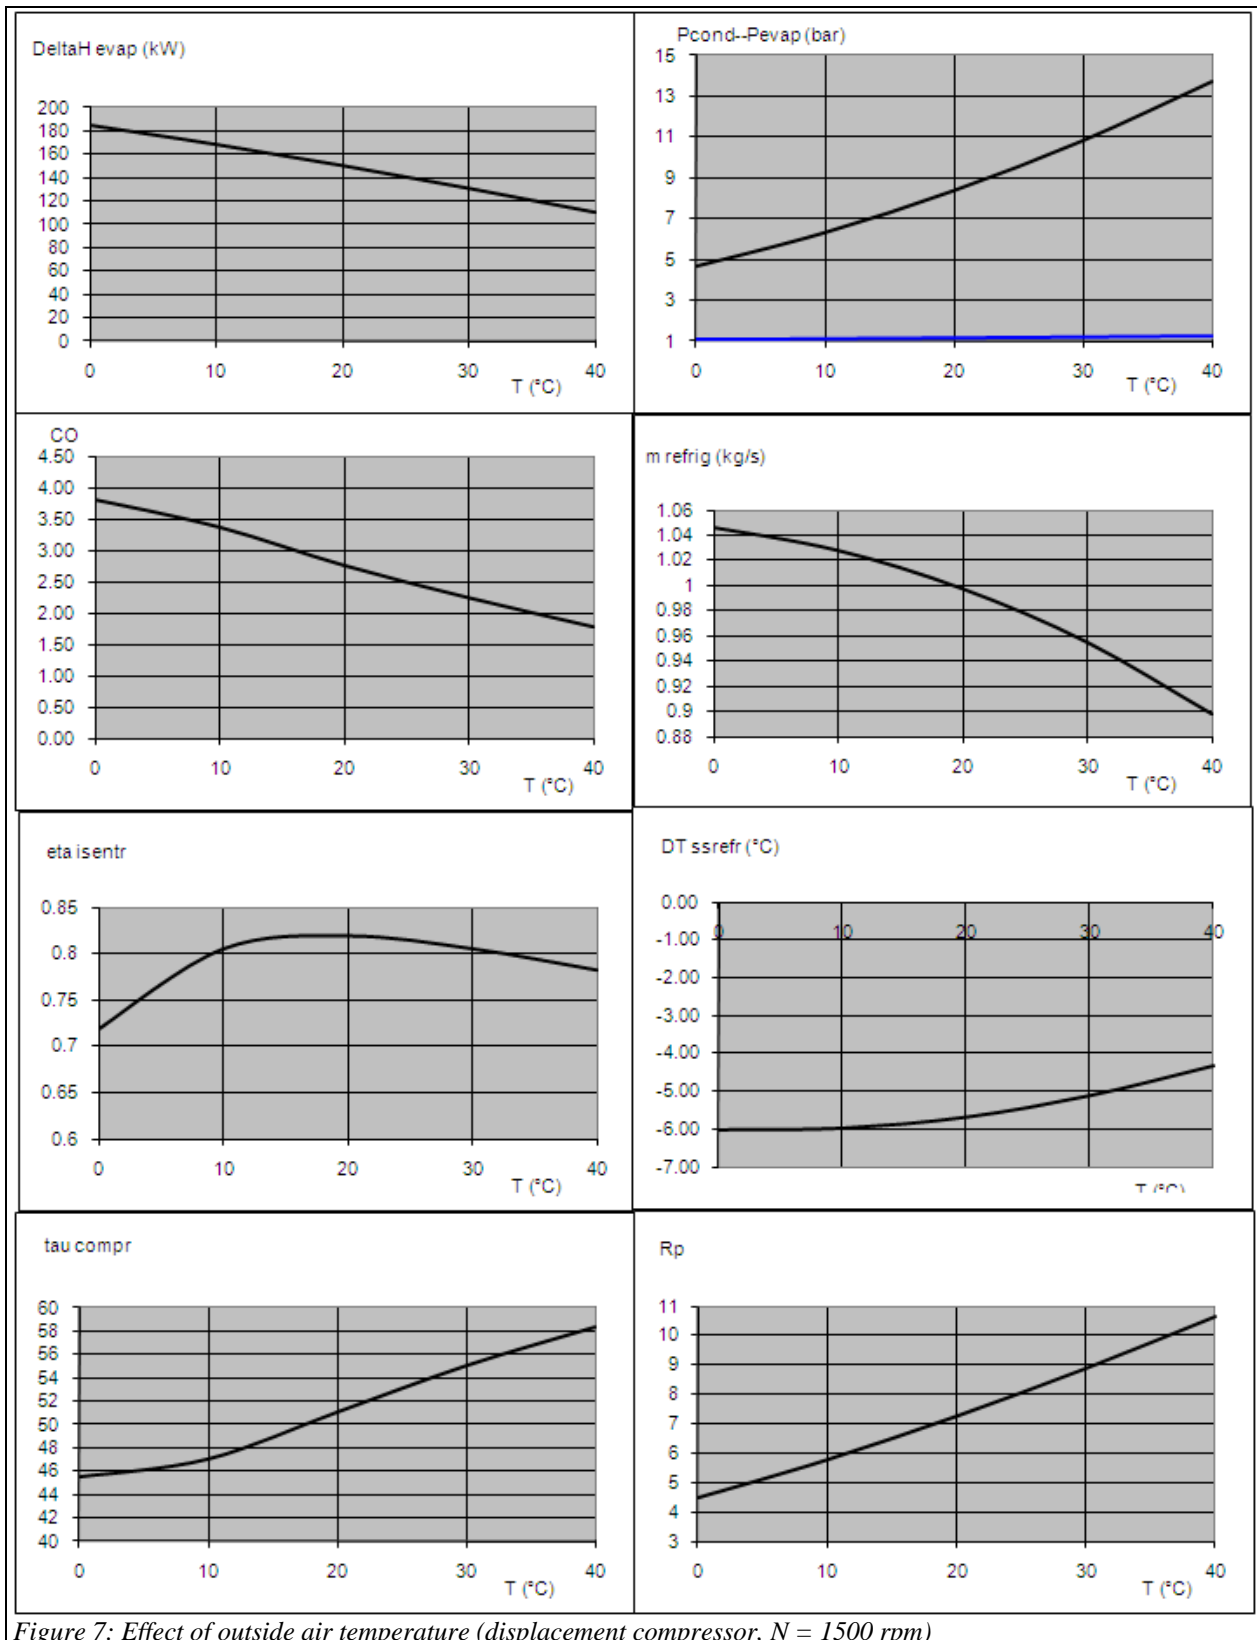 DeltaH evap (kW)
200
180
160
140
120
100
80
60
40
20
0
0 10 20 30 40
T (°C)
Pcond--Pevap (bar)
15
13
11
9
7
5
3
1
0 10 20 30 40
T (°C)
CO
4.50
4.00
3.50
3.00
2.50
2.00
1.50
1.00
0.50
0.00
0 10 20 30 40
T (°C)
m refrig (kg/s)
1.06
1.04
1.02
1
0.98
0.96
0.94
0.92
0.9
0.88
0 10 20 30 40
T (°C)
eta isentr
0.85
0.8
0.75
0.7
0.65
0.6
0 10 20 30 40
T (°C)
DT ssrefr (°C)
0.00
0 10 20 30 40
-1.00
-2.00
-3.00
-4.00
-5.00
-6.00
-7.00
T (°C)
tau compr
60
58
56
54
52
50
48
46
44
42
40
0 10 20 30 40
T (°C)
Rp
11
10
9
8
7
6
5
4
3
0 10 20 30 40
T (°C)
Figure 7: Effect of outside air temperature (displacement compressor, N = 1500 rpm)